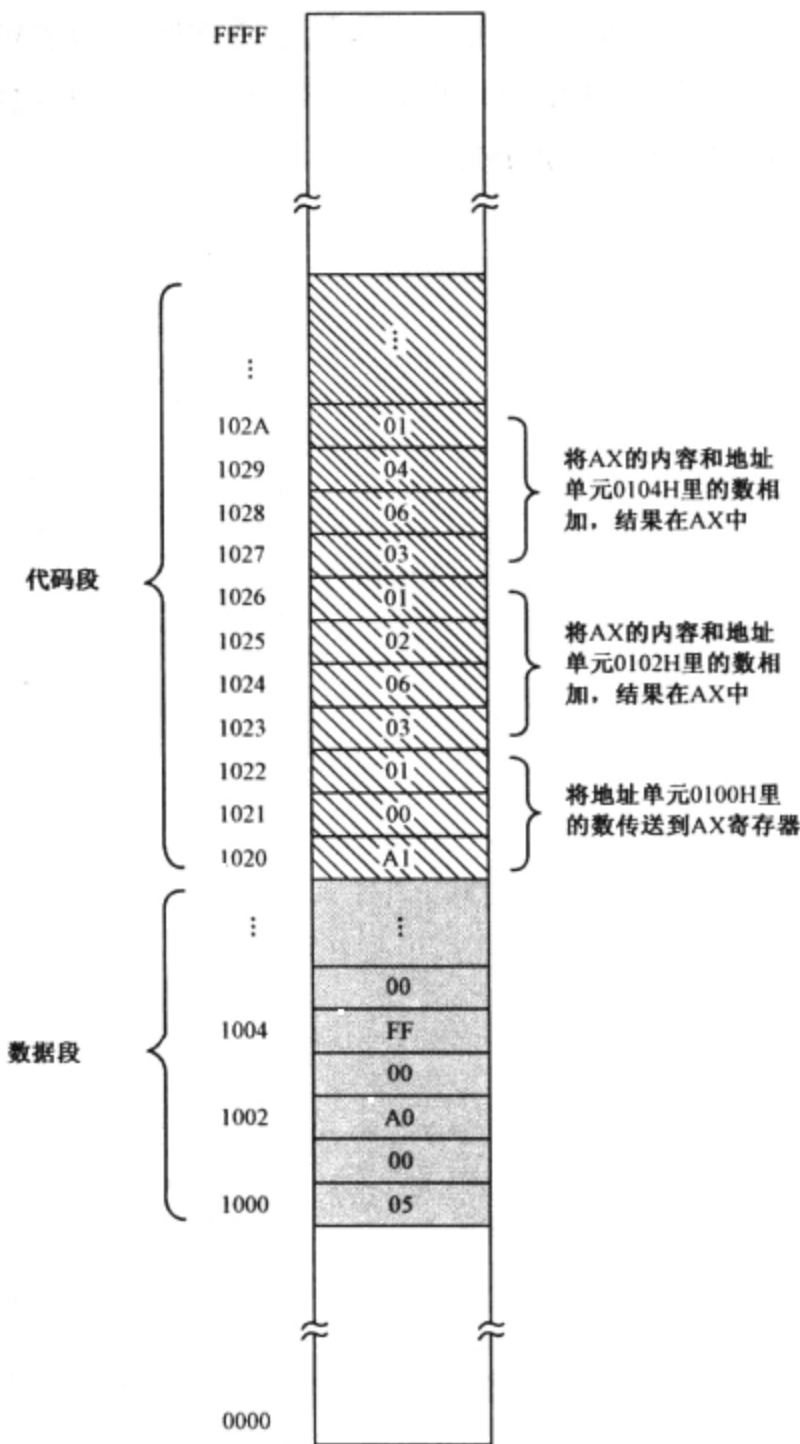 FFFF
⋮
⋮
102A 01
1029 04
1028 06
1027 03
将AX的内容和地址
单元0104H里的数相
加，结果在AX中
代码段
1026 01
1025 02
1024 06
1023 03
将AX的内容和地址
单元0102H里的数相
加，结果在AX中
1022 01
1021 00
1020 A1
将地址单元0100H里
的数传送到AX寄存器
⋮ ⋮
00
1004 FF
数据段
00
1002 A0
00
1000 05
0000